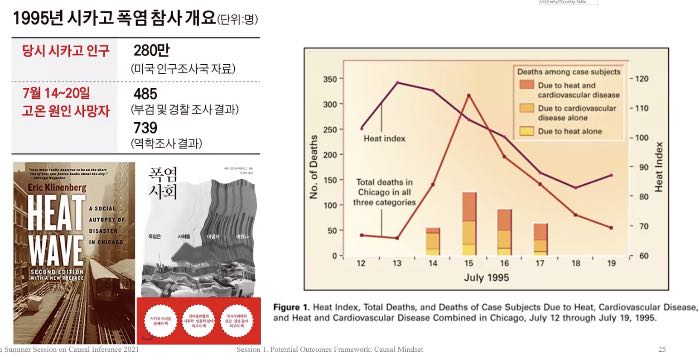 1995년 시카고 폭염 참사 개요(단위:명)
당시 시카고 인구
280만
(미국 인구조사국 자료)
7월 14~20일
고온 원인 사망자
485
(부검 및 경찰 조사 결과)
739
(역학조사 결과)
Eric Klinenberg
HEAT
WAVE
A SOCIAL
AUTOPSY OF
DISASTER
IN CHICAGO
SECOND EDITION
WITH A NEW PREFACE
폭염
사회
폭염은
사회를
어떻게
No. of Deaths
350
300
250
200
150
100
50
0
Heat index
Total deaths in
Chicago in all
three categories
Deaths among case subjects
Due to heat and
cardiovascular disease
Due to cardiovascular
disease alone
Due to heat alone
120
110
100
90
80
70
60
Heat Index
12
13
14
15
16
17
18
19
July 1995
Figure 1. Heat Index, Total Deaths, and Deaths of Case Subjects Due to Heat, Cardiovascular Disease,
and Heat and Cardiovascular Disease Combined in Chicago, July 12 through July 19, 1995.
Summer Session on Causal Inference 2021
Session 1. Potential Outcomes Framework: Causal Mindset
25